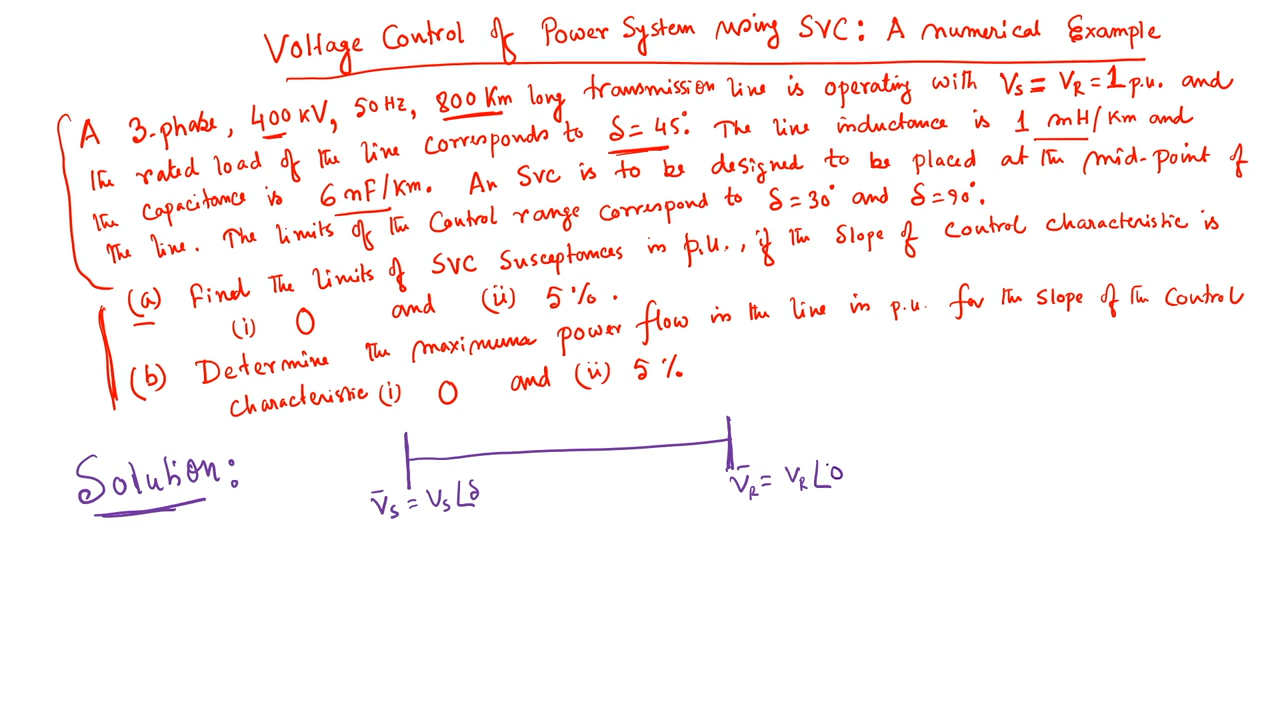 Voltage Control of Power System using SVC: A numerical Example
A 3-phase, 400 kV, 50 Hz, 800 Km long transmission line is operating with V_S = V_R = 1 p.u. and
the rated load of the line corresponds to δ = 45°. The line inductance is 1 mH/Km and
the capacitance is 6 nF/Km. An SVC is to be designed to be placed at the mid-point of
the line. The limits of the control range correspond to δ = 30° and δ = 90°.
(a) Find the limits of SVC susceptances in p.u., if the slope of control characteristic is
(i) 0 and (ii) 5%.
(b) Determine the maximum power flow in the line in p.u. for the slope of the control
characteristic (i) 0 and (ii) 5%.
Solution:
V̄_S = V_S∠δ
V̄_R = V_R∠0